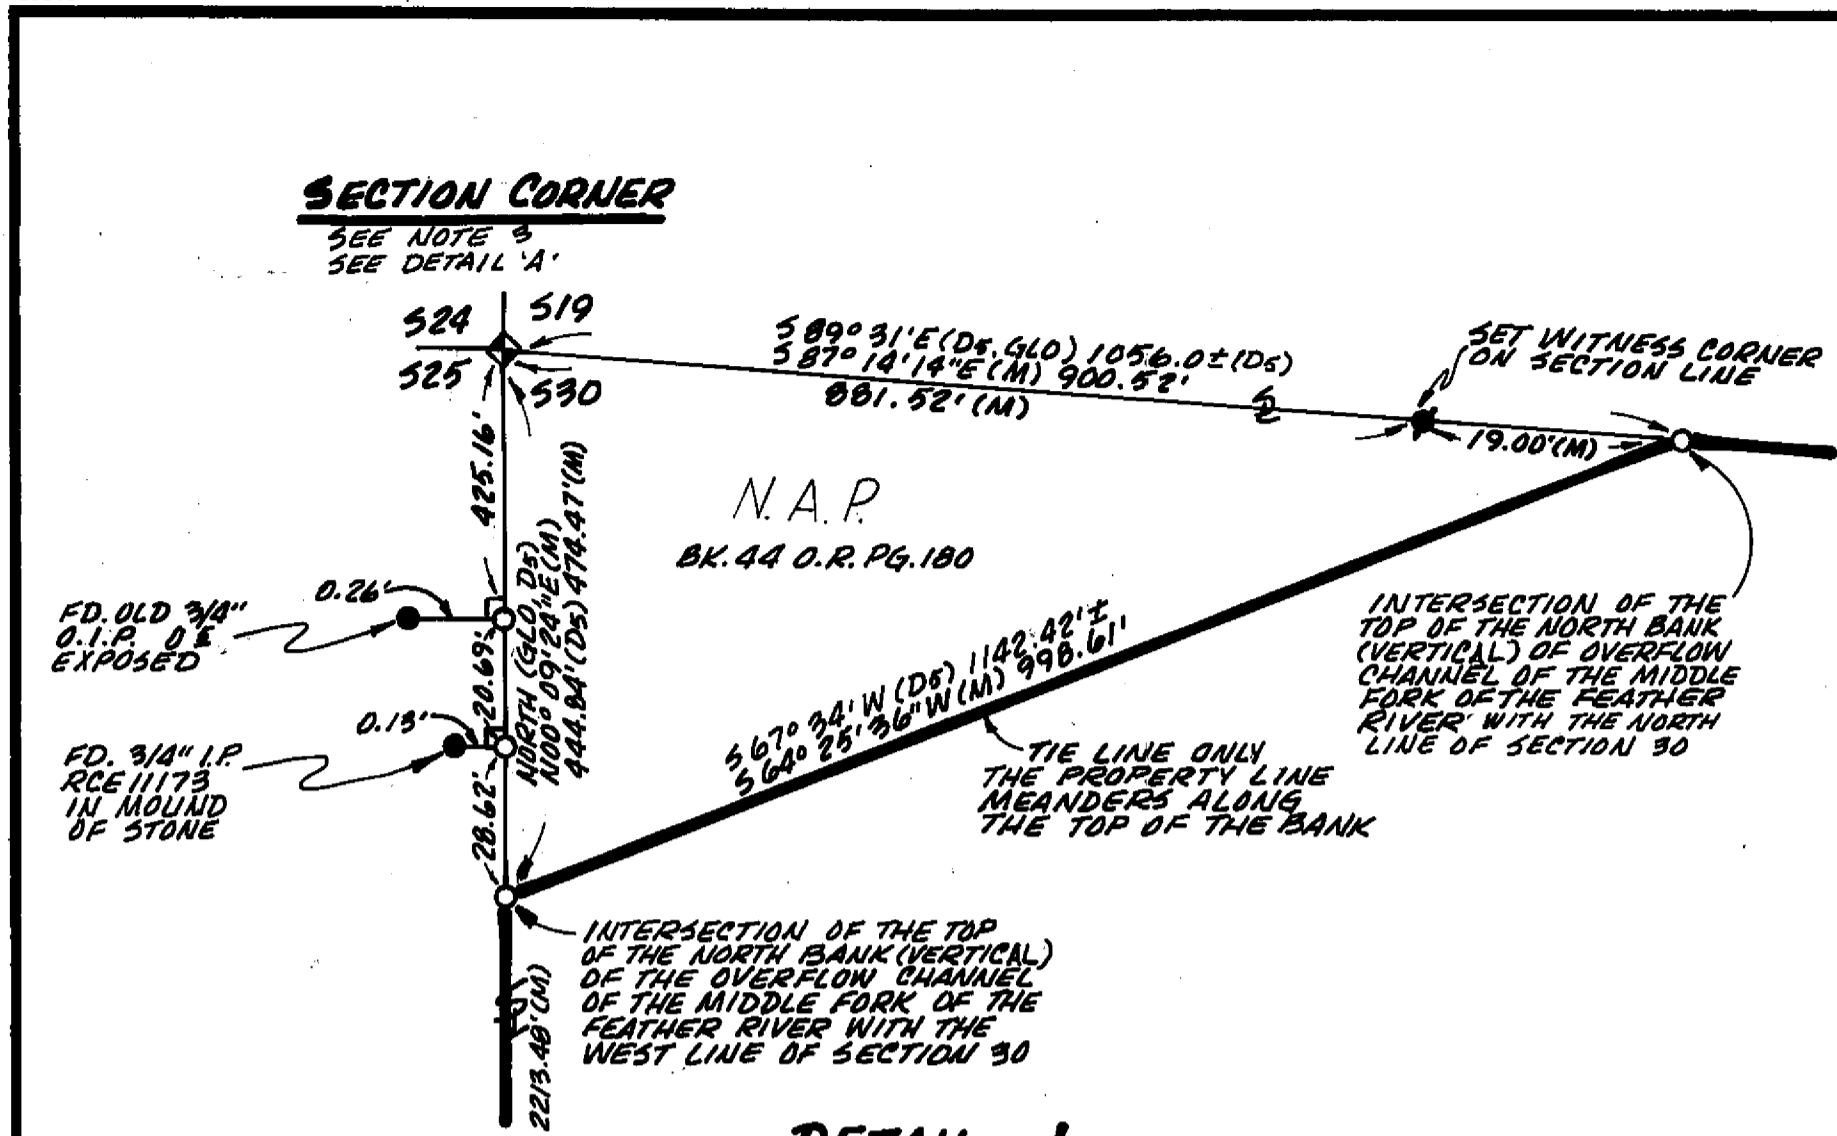 SECTION CORNER
SEE NOTE 3
SEE DETAIL 'A'
S24
S19
S25
S30
S 89° 31' E (D5, GLO) 1056.0± (D5)
S 87° 14' 14" E (M) 900.52'
881.52' (M)
SET WITNESS CORNER
ON SECTION LINE
19.00' (M)
425.16'
N.A.P.
BK. 44 O.R. PG. 180
NORTH (GLO, D5)
N00° 09' 24" E (M)
444.84' (D5) 474.47' (M)
0.26'
FD. OLD 3/4"
O.I.P. 0
EXPOSED
20.69'
0.13'
FD. 3/4" I.P.
RCE 11173
IN MOUND
OF STONE
28.62'
S 67° 34' W (D5) 1142.42' ±
S 64° 25' 36" W (M) 998.61'
TIE LINE ONLY
THE PROPERTY LINE
MEANDERS ALONG
THE TOP OF THE BANK
INTERSECTION OF THE
TOP OF THE NORTH BANK
(VERTICAL) OF OVERFLOW
CHANNEL OF THE MIDDLE
FORK OF THE FEATHER
RIVER WITH THE NORTH
LINE OF SECTION 30
INTERSECTION OF THE TOP
OF THE NORTH BANK (VERTICAL)
OF THE OVERFLOW CHANNEL
OF THE MIDDLE FORK OF THE
FEATHER RIVER WITH THE
WEST LINE OF SECTION 30
2213.48' (M)